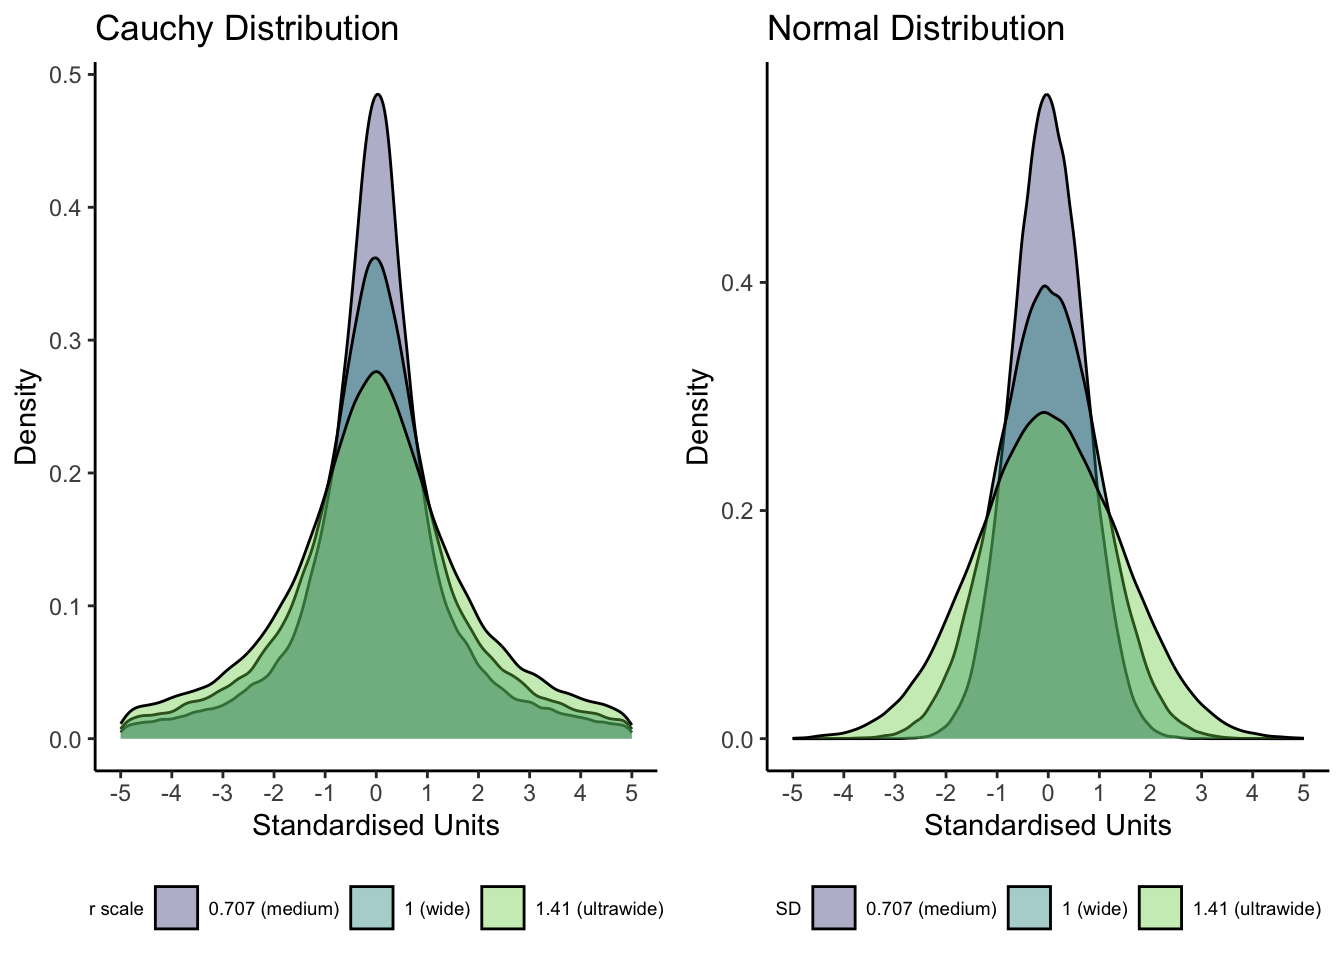 Cauchy Distribution
0.5
0.4
0.3
0.2
0.1
0.0
Density
-5 -4 -3 -2 -1 0 1 2 3 4 5
Standardised Units
r scale 0.707 (medium) 1 (wide) 1.41 (ultrawide)
Normal Distribution
0.4
0.2
0.0
Density
-5 -4 -3 -2 -1 0 1 2 3 4 5
Standardised Units
SD 0.707 (medium) 1 (wide) 1.41 (ultrawide)